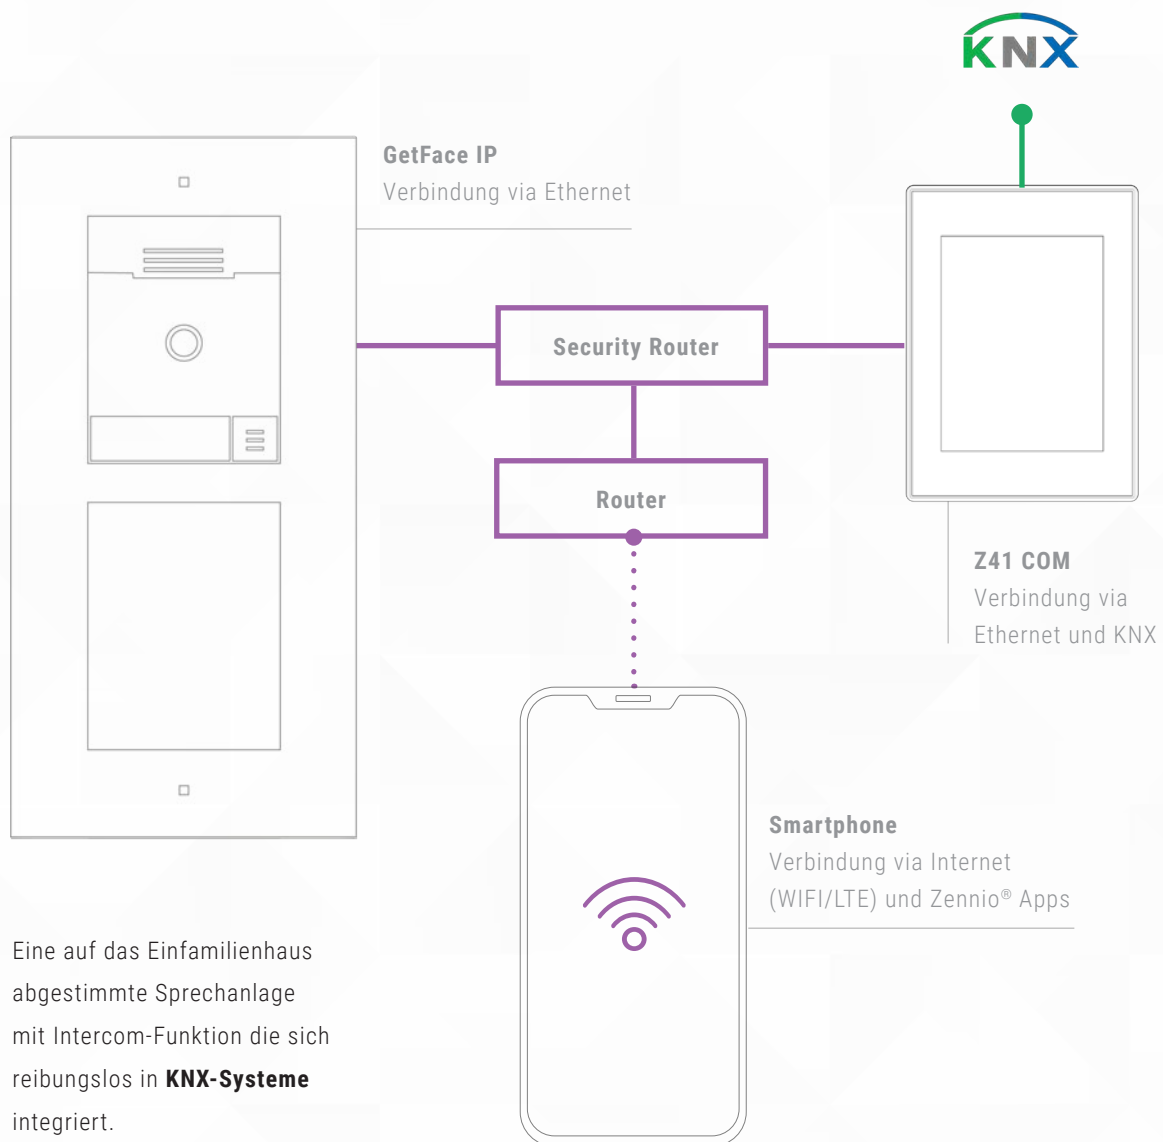 KNX
GetFace IP
Verbindung via Ethernet
Security Router
Router
Z41 COM
Verbindung via
Ethernet und KNX
Smartphone
Verbindung via Internet
(WIFI/LTE) und Zennio® Apps
Eine auf das Einfamilienhaus
abgestimmte Sprechanlage
mit Intercom-Funktion die sich
reibungslos in KNX-Systeme
integriert.